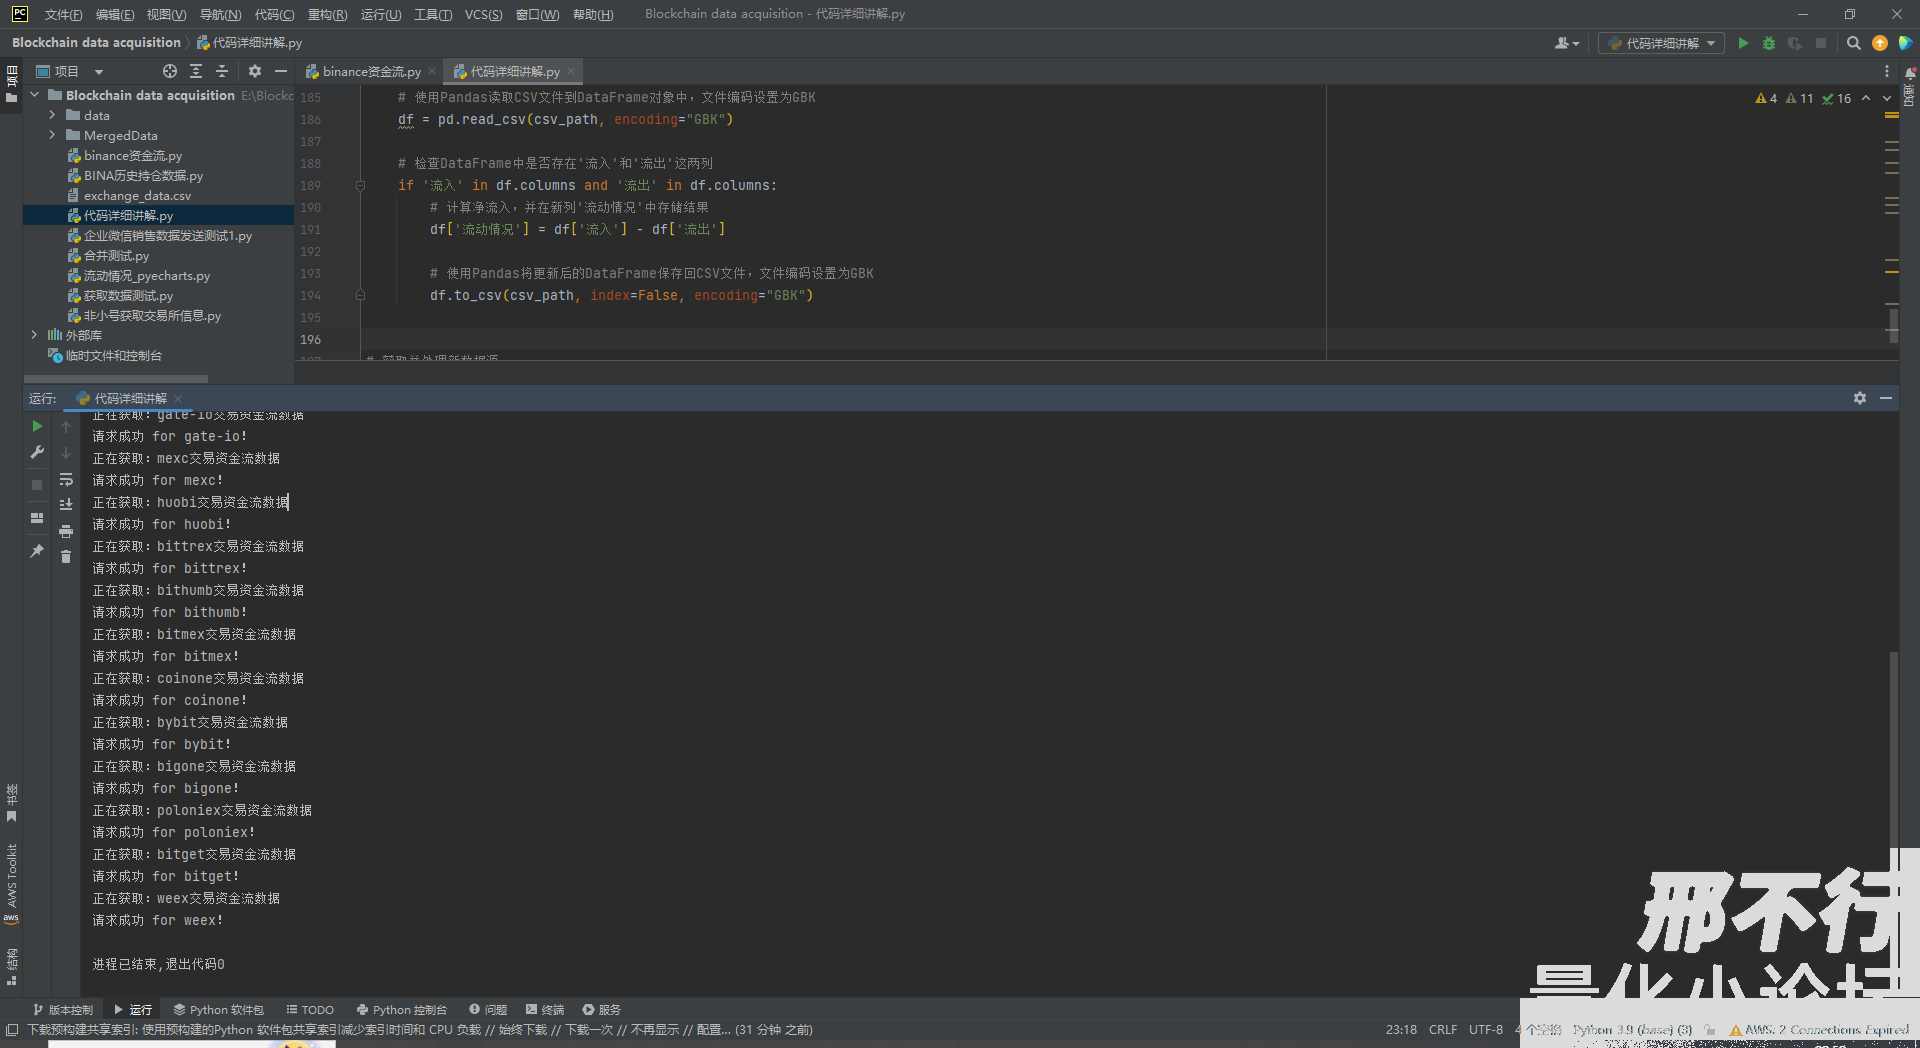 PC 文件(F) 编辑(E) 视图(V) 导航(N) 代码(C) 重构(R) 运行(U) 工具(T) VCS(S) 窗口(W) 帮助(H) Blockchain data acquisition - 代码详细讲解.py
Blockchain data acquisition 代码详细讲解.py 代码详细讲解
项目 项目 binance资金流.py 代码详细讲解.py
Blockchain data acquisition E:\Blockc
data
MergedData
binance资金流.py
BINA历史持仓数据.py
exchange_data.csv
代码详细讲解.py
企业微信销售数据发送测试1.py
合并测试.py
流动情况_pyecharts.py
获取数据测试.py
非小号获取交易所信息.py
外部库
临时文件和控制台
通知
4 11 16
185 # 使用Pandas读取CSV文件到DataFrame对象中，文件编码设置为GBK
186 df = pd.read_csv(csv_path, encoding="GBK")
187
188 # 检查DataFrame中是否存在'流入'和'流出'这两列
189 if '流入' in df.columns and '流出' in df.columns:
190 # 计算净流入，并在新列'流动情况'中存储结果
191 df['流动情况'] = df['流入'] - df['流出']
192
193 # 使用Pandas将更新后的DataFrame保存回CSV文件，文件编码设置为GBK
194 df.to_csv(csv_path, index=False, encoding="GBK")
195
196
197 # 获取并处理新数据源
运行: 代码详细讲解
正在获取：gate-io交易资金流数据
请求成功 for gate-io!
正在获取：mexc交易资金流数据
请求成功 for mexc!
正在获取：huobi交易资金流数据
请求成功 for huobi!
正在获取：bittrex交易资金流数据
请求成功 for bittrex!
正在获取：bithumb交易资金流数据
请求成功 for bithumb!
正在获取：bitmex交易资金流数据
请求成功 for bitmex!
正在获取：coinone交易资金流数据
请求成功 for coinone!
正在获取：bybit交易资金流数据
请求成功 for bybit!
正在获取：bigone交易资金流数据
请求成功 for bigone!
正在获取：poloniex交易资金流数据
请求成功 for poloniex!
正在获取：bitget交易资金流数据
请求成功 for bitget!
正在获取：weex交易资金流数据
请求成功 for weex!
进程已结束,退出代码0
书签
AWS Toolkit
aws
结构
邢不行
量化小论坛
版本控制 运行 Python 软件包 TODO Python 控制台 问题 终端 服务
下载预构建共享索引: 使用预构建的Python 软件包共享索引减少索引时间和 CPU 负载 // 始终下载 // 下载一次 // 不再显示 // 配置... (31 分钟 之前) 23:18 CRLF UTF-8 4 个空格 Python 3.9 (base) (3) AWS: 2 Connections Expired